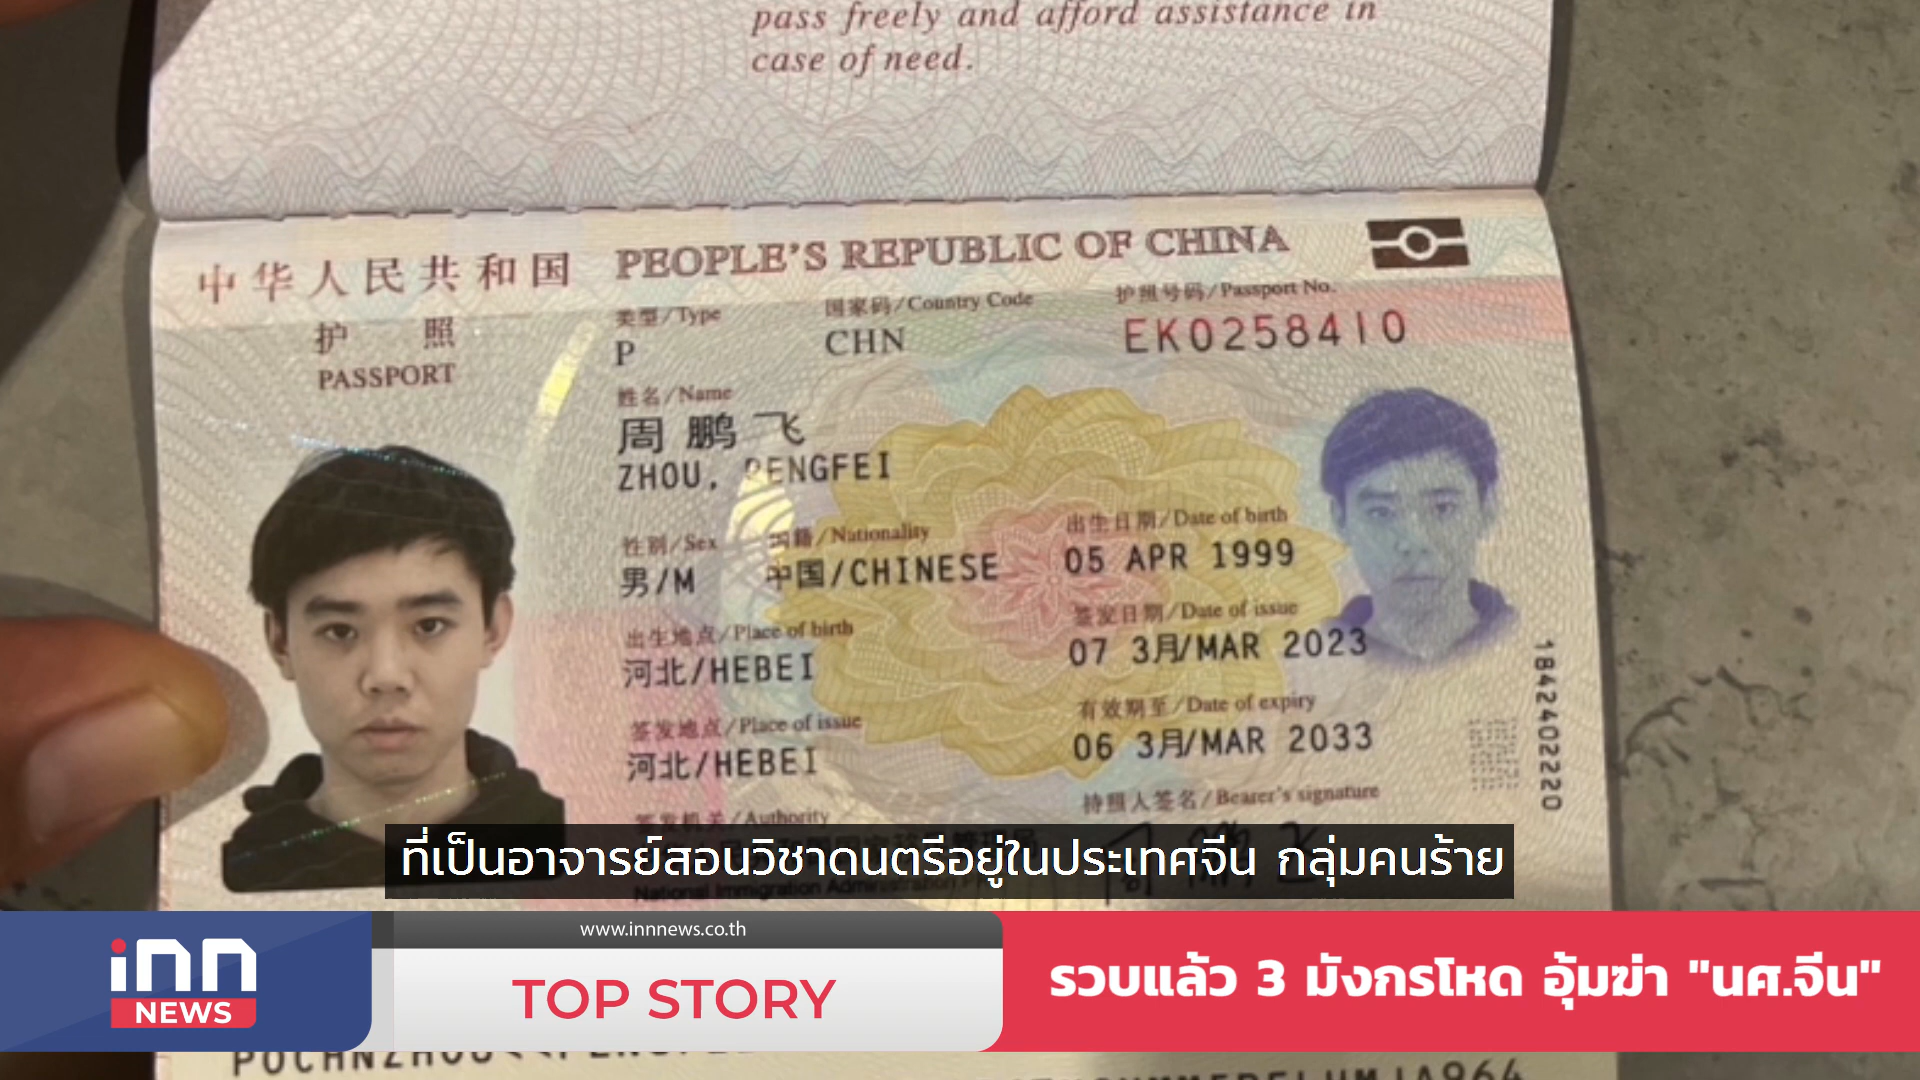 pass freely and afford assistance in
case of need.
中华人民共和国 PEOPLE'S REPUBLIC OF CHINA
护 照
PASSPORT
类型/Type 国家码/Country Code 护照号码/Passport No.
P CHN EK0258410
姓名/Name
周 鹏 飞
ZHOU, PENGFEI
性别/Sex 国籍/Nationality 出生日期/Date of birth
男/M 中国/CHINESE 05 APR 1999
出生地点/Place of birth 签发日期/Date of issue
河北/HEBEI 07 3月/MAR 2023
签发地点/Place of issue 有效期至/Date of expiry
河北/HEBEI 06 3月/MAR 2033
签发机关/Authority 持照人签名/Bearer's signature
1842402220
ที่เป็นอาจารย์สอนวิชาดนตรีอยู่ในประเทศจีน กลุ่มคนร้าย
National Immigration Administration
inn
NEWS
www.innnews.co.th
TOP STORY
รวบแล้ว 3 มังกรโหด อุ้มฆ่า "นศ.จีน"